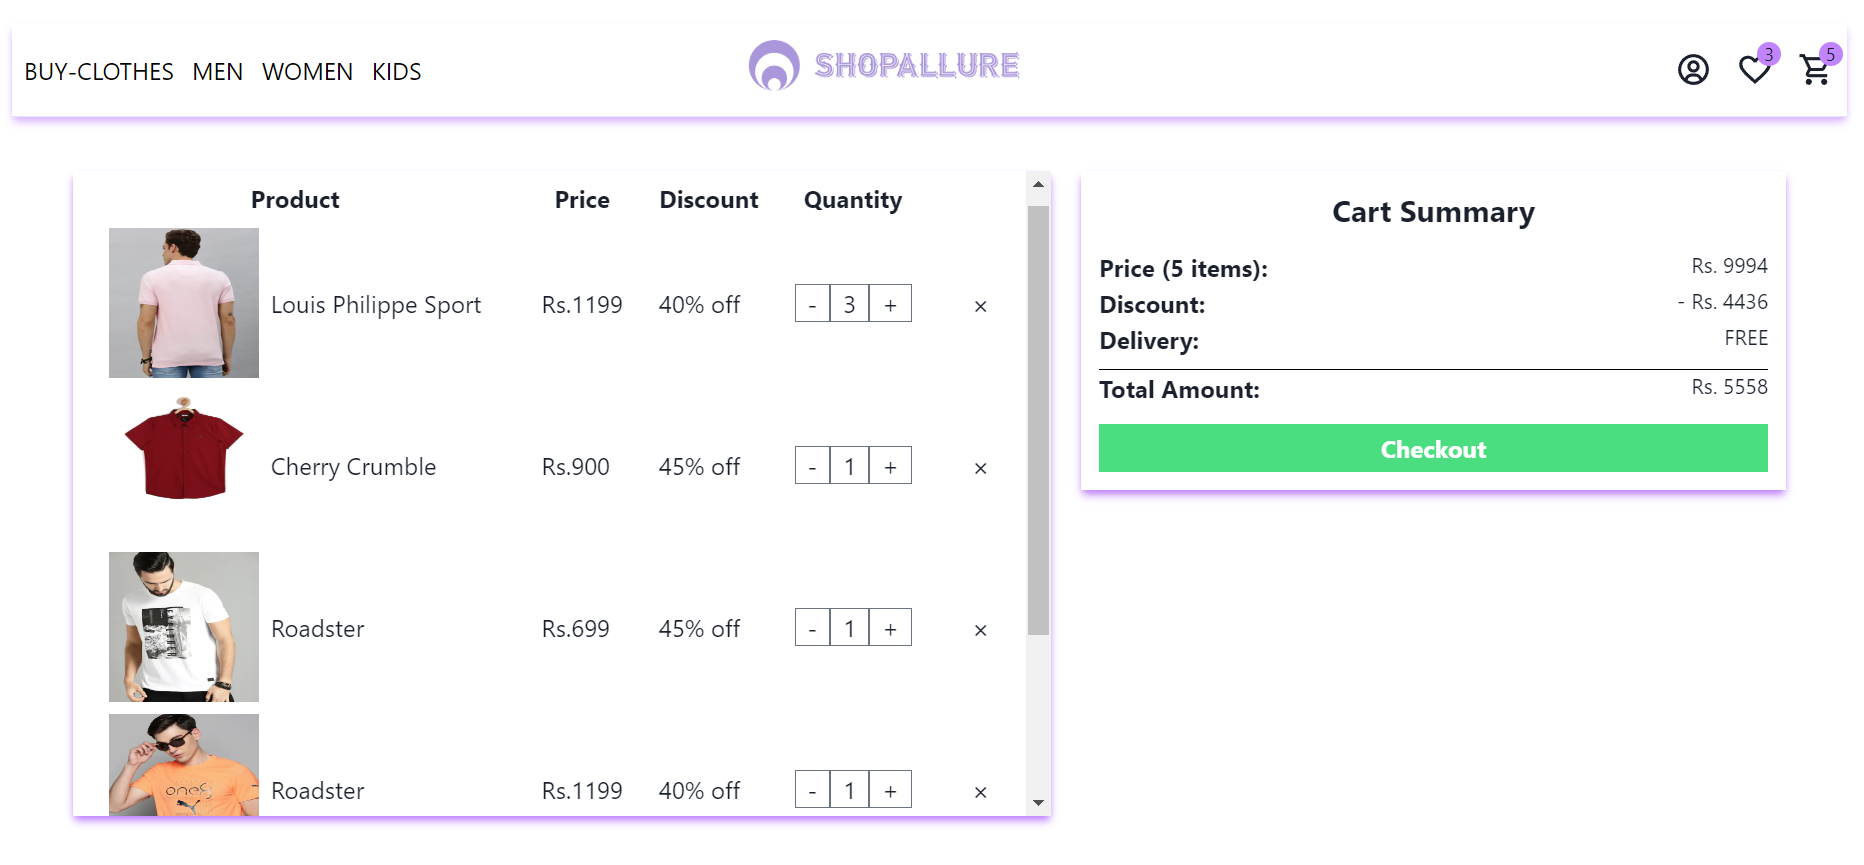 BUY-CLOTHES MEN WOMEN KIDS
SHOPALLURE
3
5
Product Price Discount Quantity
Louis Philippe Sport Rs.1199 40% off - 3 + ×
Cherry Crumble Rs.900 45% off - 1 + ×
Roadster Rs.699 45% off - 1 + ×
Roadster Rs.1199 40% off - 1 + ×
Cart Summary
Price (5 items): Rs. 9994
Discount: - Rs. 4436
Delivery: FREE
Total Amount: Rs. 5558
Checkout